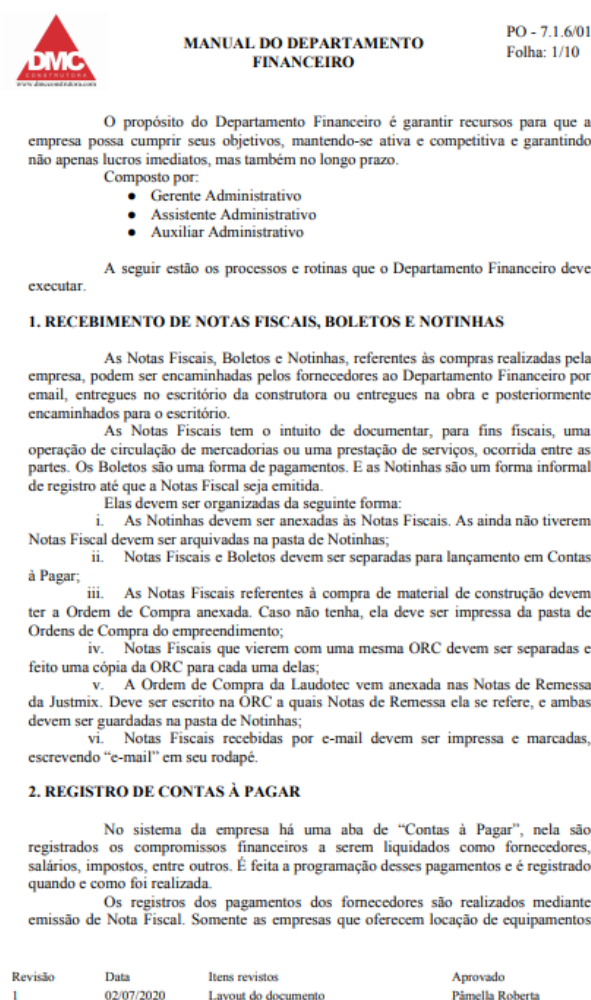 DMC
CONSTRUTORA
www.dmcconstrutora.com
MANUAL DO DEPARTAMENTO
FINANCEIRO
PO - 7.1.6/01
Folha: 1/10
O propósito do Departamento Financeiro é garantir recursos para que a
empresa possa cumprir seus objetivos, mantendo-se ativa e competitiva e garantindo
não apenas lucros imediatos, mas também no longo prazo.
Composto por:
● Gerente Administrativo
● Assistente Administrativo
● Auxiliar Administrativo
A seguir estão os processos e rotinas que o Departamento Financeiro deve
executar.
1. RECEBIMENTO DE NOTAS FISCAIS, BOLETOS E NOTINHAS
As Notas Fiscais, Boletos e Notinhas, referentes às compras realizadas pela
empresa, podem ser encaminhadas pelos fornecedores ao Departamento Financeiro por
email, entregues no escritório da construtora ou entregues na obra e posteriormente
encaminhados para o escritório.
As Notas Fiscais tem o intuito de documentar, para fins fiscais, uma
operação de circulação de mercadorias ou uma prestação de serviços, ocorrida entre as
partes. Os Boletos são uma forma de pagamentos. E as Notinhas são um forma informal
de registro até que a Notas Fiscal seja emitida.
Elas devem ser organizadas da seguinte forma:
i. As Notinhas devem ser anexadas às Notas Fiscais. As ainda não tiverem
Notas Fiscal devem ser arquivadas na pasta de Notinhas;
ii. Notas Fiscais e Boletos devem ser separadas para lançamento em Contas
à Pagar;
iii. As Notas Fiscais referentes à compra de material de construção devem
ter a Ordem de Compra anexada. Caso não tenha, ela deve ser impressa da pasta de
Ordens de Compra do empreendimento;
iv. Notas Fiscais que vierem com uma mesma ORC devem ser separadas e
feito uma cópia da ORC para cada uma delas;
v. A Ordem de Compra da Laudotec vem anexada nas Notas de Remessa
da Justmix. Deve ser escrito na ORC a quais Notas de Remessa ela se refere, e ambas
devem ser guardadas na pasta de Notinhas;
vi. Notas Fiscais recebidas por e-mail devem ser impressa e marcadas,
escrevendo “e-mail” em seu rodapé.
2. REGISTRO DE CONTAS À PAGAR
No sistema da empresa há uma aba de “Contas à Pagar”, nela são
registrados os compromissos financeiros a serem liquidados como fornecedores,
salários, impostos, entre outros. É feita a programação desses pagamentos e é registrado
quando e como foi realizada.
Os registros dos pagamentos dos fornecedores são realizados mediante
emissão de Nota Fiscal. Somente as empresas que oferecem locação de equipamentos
Revisão Data Itens revistos Aprovado
1 02/07/2020 Layout do documento Pâmella Roberta